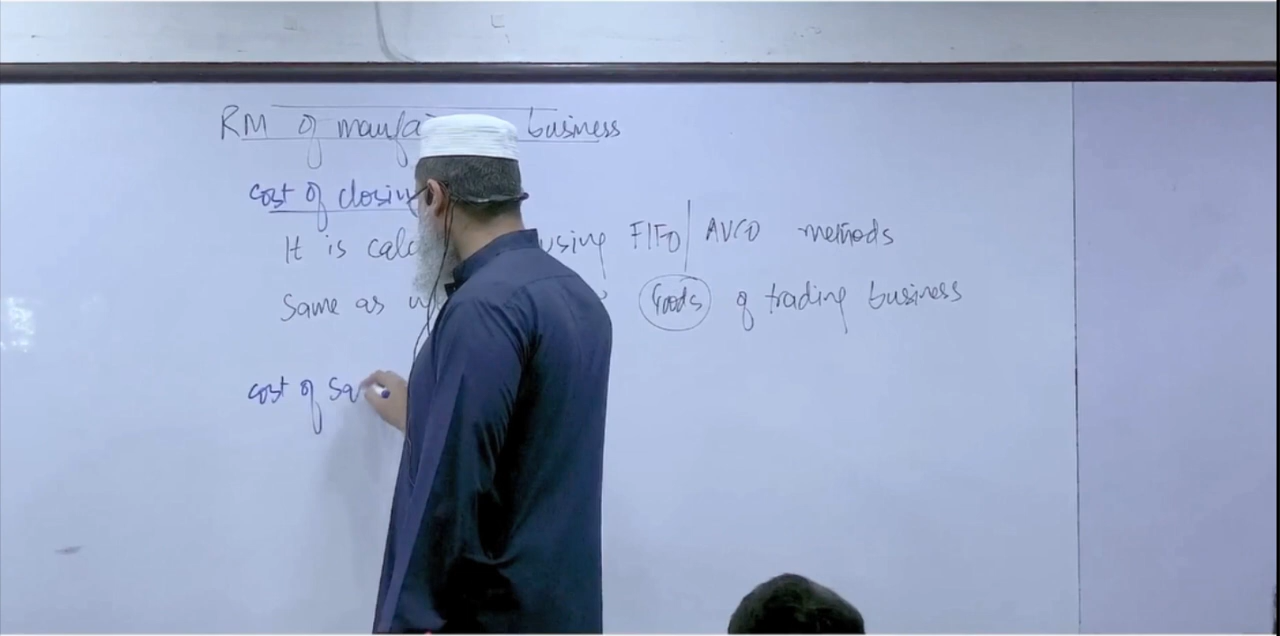 RM of manufa business
cost of closin
It is calc using FIFO/AVCO methods
Same as Goods of trading business
cost of Sa